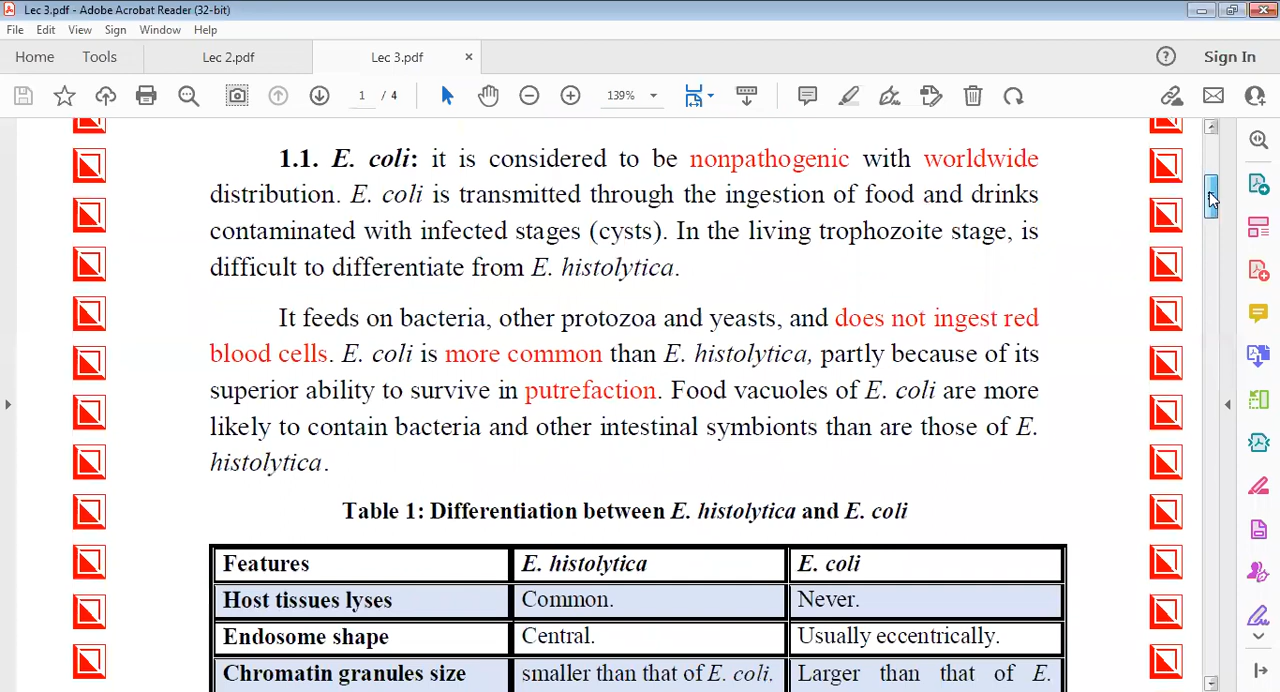 Lec 3.pdf - Adobe Acrobat Reader (32-bit)
File Edit View Sign Window Help
Home Tools Lec 2.pdf Lec 3.pdf × ? Sign In
1 / 4 139%
1.1. E. coli: it is considered to be nonpathogenic with worldwide
distribution. E. coli is transmitted through the ingestion of food and drinks
contaminated with infected stages (cysts). In the living trophozoite stage, is
difficult to differentiate from E. histolytica.
It feeds on bacteria, other protozoa and yeasts, and does not ingest red
blood cells. E. coli is more common than E. histolytica, partly because of its
superior ability to survive in putrefaction. Food vacuoles of E. coli are more
likely to contain bacteria and other intestinal symbionts than are those of E.
histolytica.
Table 1: Differentiation between E. histolytica and E. coli
Features E. histolytica E. coli
Host tissues lyses Common. Never.
Endosome shape Central. Usually eccentrically.
Chromatin granules size smaller than that of E. coli. Larger than that of E.